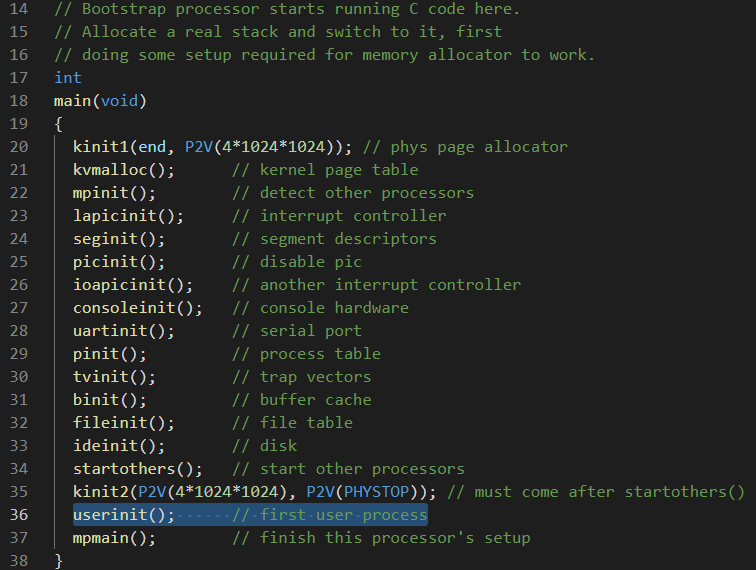 14 // Bootstrap processor starts running C code here.
15 // Allocate a real stack and switch to it, first
16 // doing some setup required for memory allocator to work.
17 int
18 main(void)
19 {
20   kinit1(end, P2V(4*1024*1024)); // phys page allocator
21   kvmalloc();      // kernel page table
22   mpinit();        // detect other processors
23   lapicinit();     // interrupt controller
24   seginit();       // segment descriptors
25   picinit();       // disable pic
26   ioapicinit();    // another interrupt controller
27   consoleinit();   // console hardware
28   uartinit();      // serial port
29   pinit();         // process table
30   tvinit();        // trap vectors
31   binit();         // buffer cache
32   fileinit();      // file table
33   ideinit();       // disk
34   startothers();   // start other processors
35   kinit2(P2V(4*1024*1024), P2V(PHYSTOP)); // must come after startothers()
36   userinit();      // first user process
37   mpmain();        // finish this processor's setup
38 }